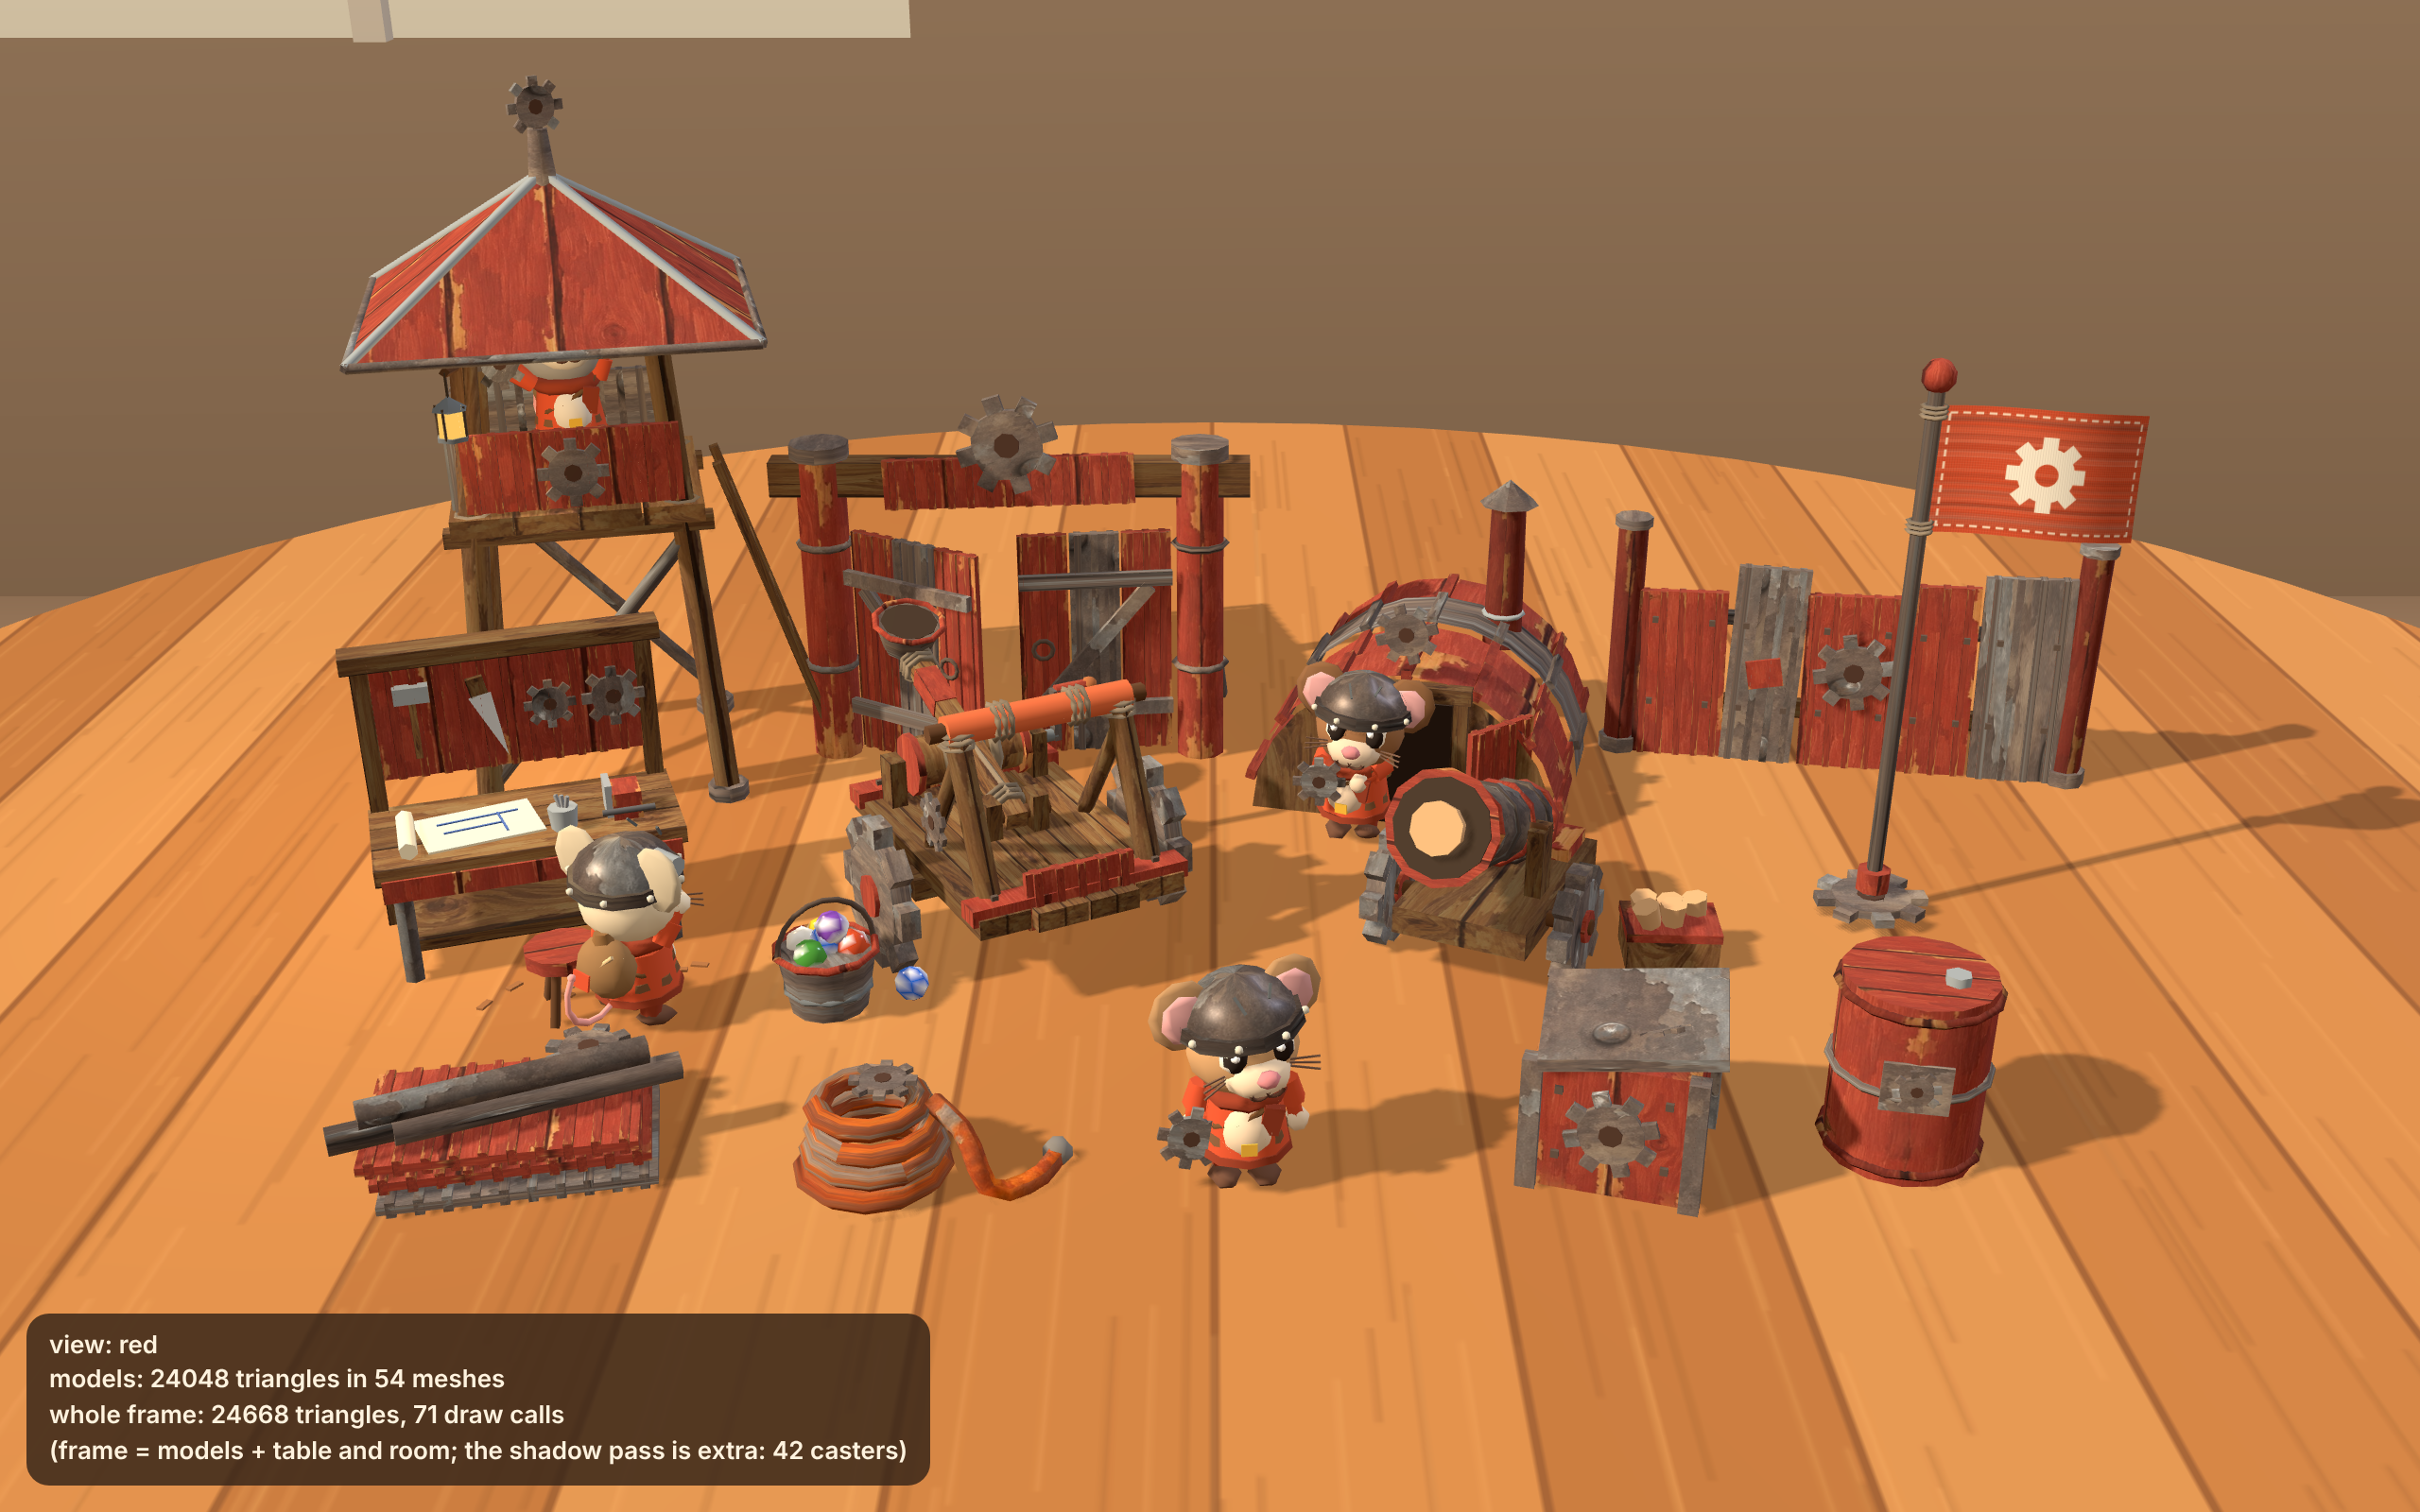 view: red
models: 24048 triangles in 54 meshes
whole frame: 24668 triangles, 71 draw calls
(frame = models + table and room; the shadow pass is extra: 42 casters)